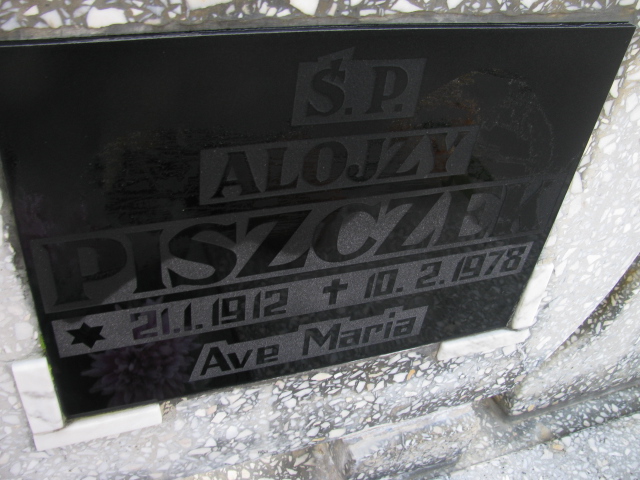 Ś.P.
ALOJZY
PISZCZEK
★ 21.1.1912 ✝ 10.2.1978
Ave Maria